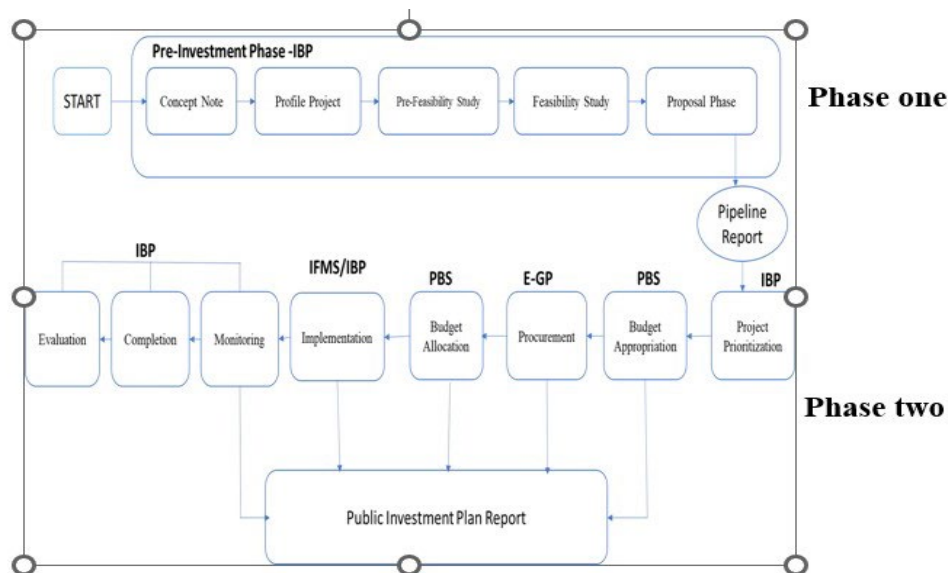 Pre-Investment Phase -IBP
START
Concept Note
Profile Project
Pre-Feasibility Study
Feasibility Study
Proposal Phase
Phase one
Pipeline
Report
IBP
IFMS/IBP
PBS
E-GP
PBS
IBP
Evaluation
Completion
Monitoring
Implementation
Budget
Allocation
Procurement
Budget
Appropriation
Project
Prioritization
Phase two
Public Investment Plan Report